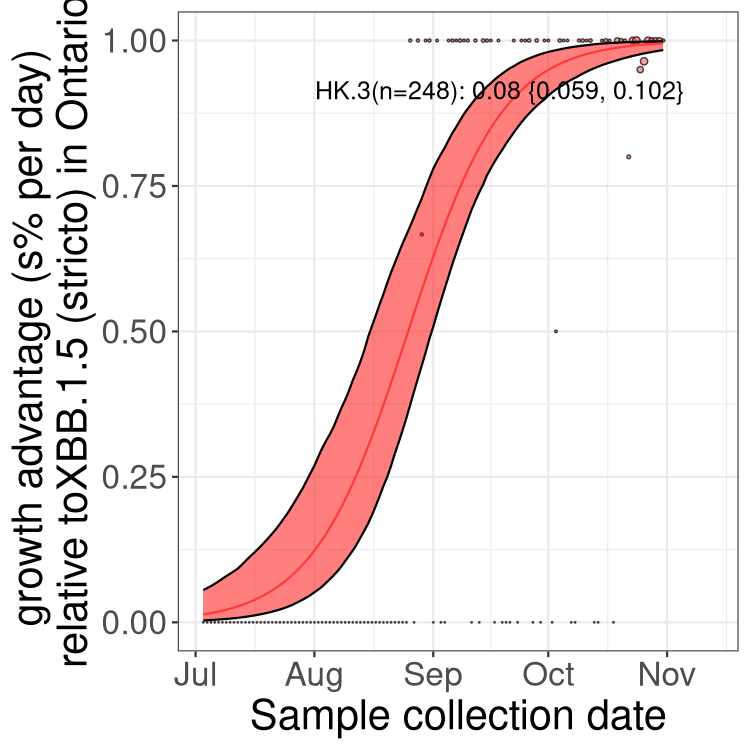 growth advantage (s% per day)
relative toXBB.1.5 (stricto) in Ontario
1.00
0.75
0.50
0.25
0.00
HK.3(n=248): 0.08 {0.059, 0.102}
Jul Aug Sep Oct Nov
Sample collection date